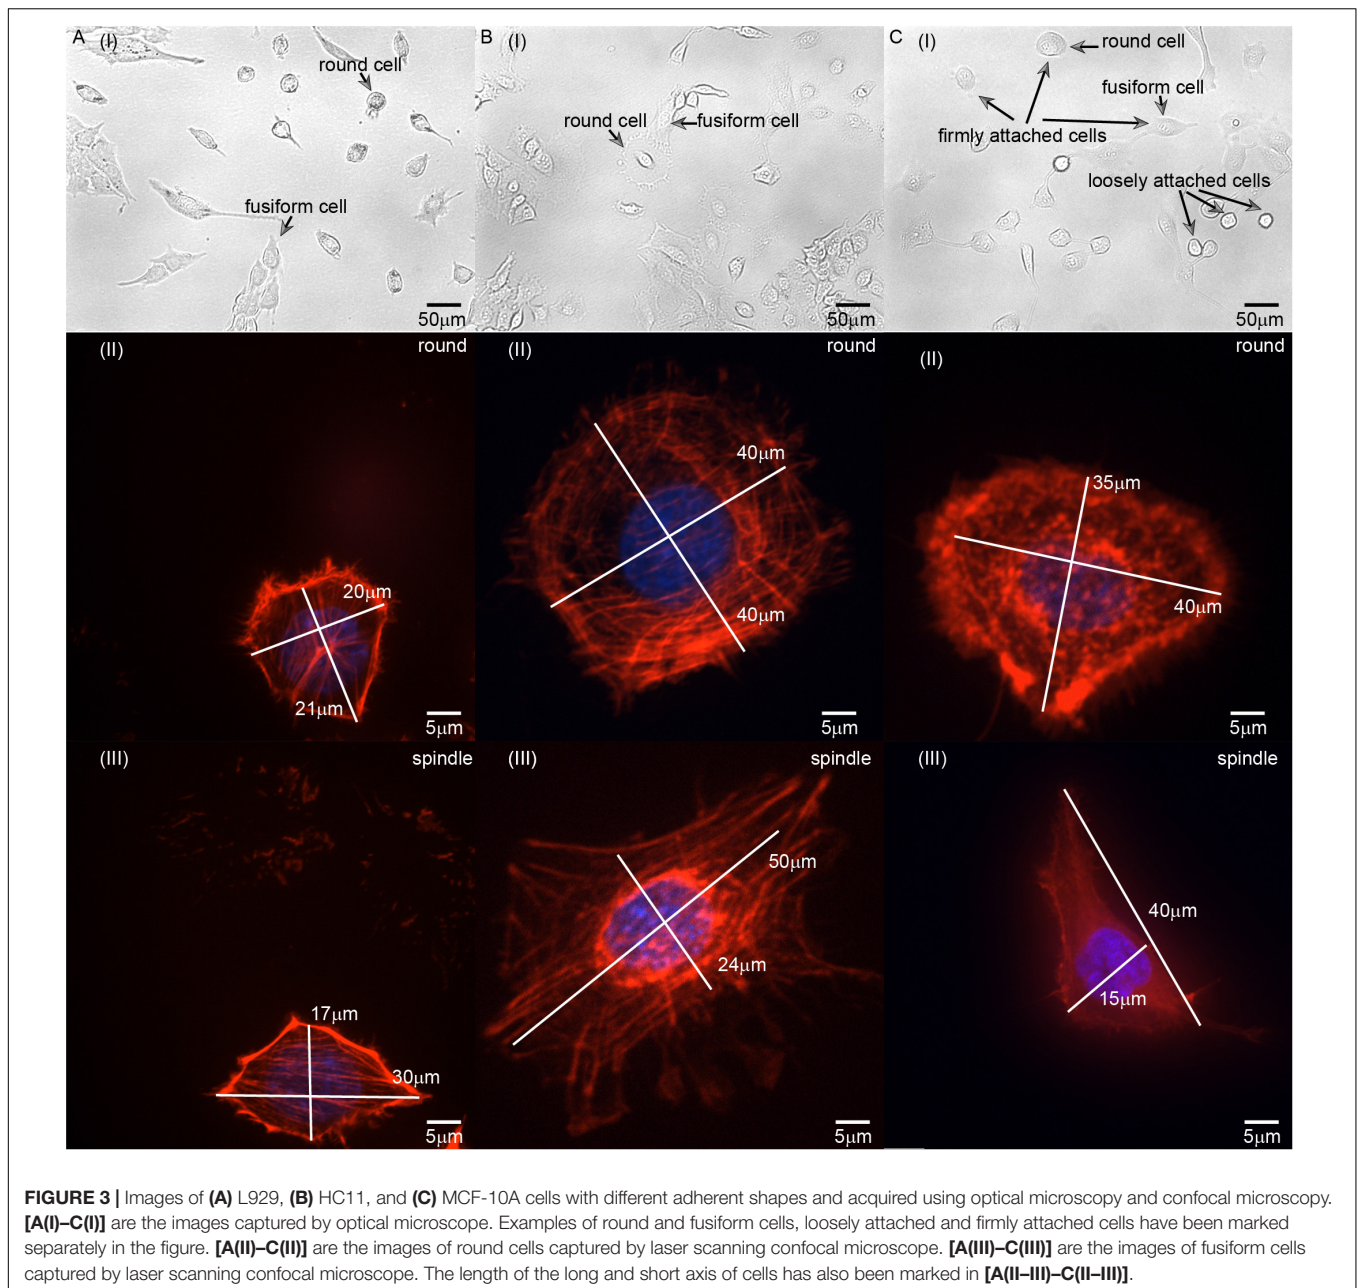 A (I)
round cell
fusiform cell
50μm
B (I)
round cell
fusiform cell
50μm
C (I)
round cell
fusiform cell
firmly attached cells
loosely attached cells
50μm
(II) round
20μm
21μm
5μm
(II) round
40μm
40μm
5μm
(II) round
35μm
40μm
5μm
(III) spindle
17μm
30μm
5μm
(III) spindle
50μm
24μm
5μm
(III) spindle
40μm
15μm
5μm
FIGURE 3 | Images of (A) L929, (B) HC11, and (C) MCF-10A cells with different adherent shapes and acquired using optical microscopy and confocal microscopy.
[A(I)–C(I)] are the images captured by optical microscope. Examples of round and fusiform cells, loosely attached and firmly attached cells have been marked
separately in the figure. [A(II)–C(II)] are the images of round cells captured by laser scanning confocal microscope. [A(III)–C(III)] are the images of fusiform cells
captured by laser scanning confocal microscope. The length of the long and short axis of cells has also been marked in [A(II–III)–C(II–III)].